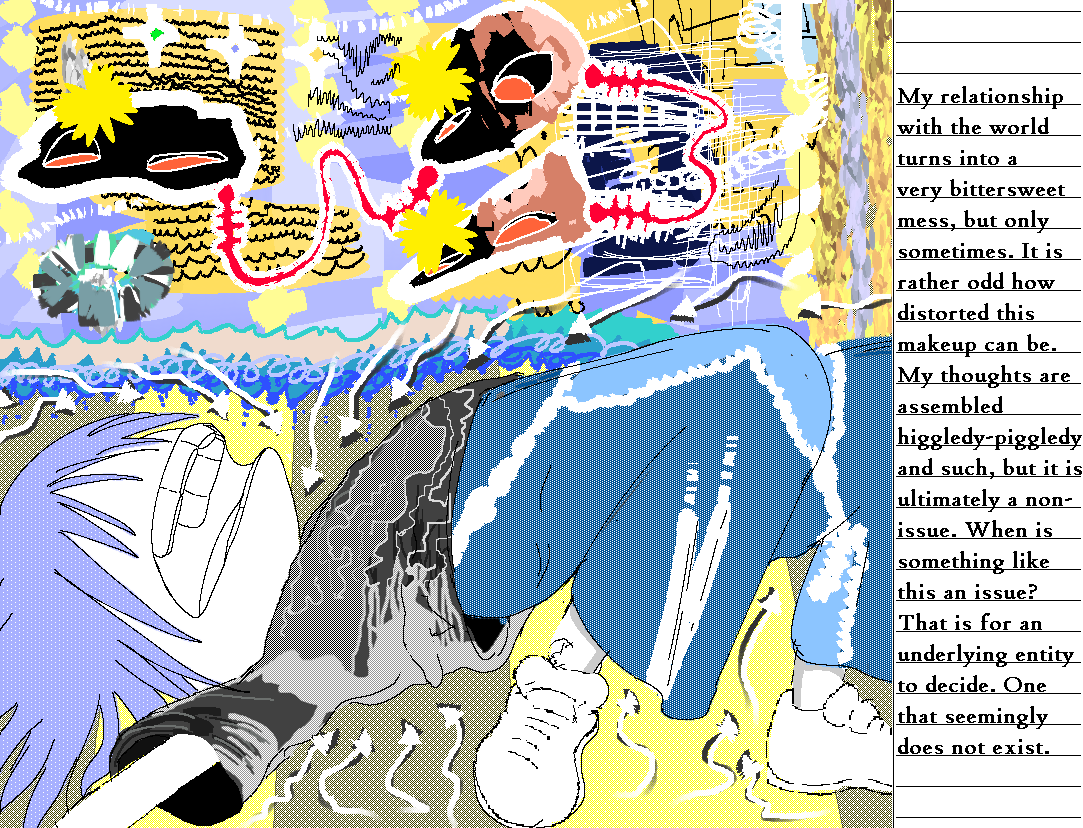 My relationship
with the world
turns into a
very bittersweet
mess, but only
sometimes. It is
rather odd how
distorted this
makeup can be.
My thoughts are
assembled
higgledy-piggledy
and such, but it is
ultimately a non-
issue. When is
something like
this an issue?
That is for an
underlying entity
to decide. One
that seemingly
does not exist.